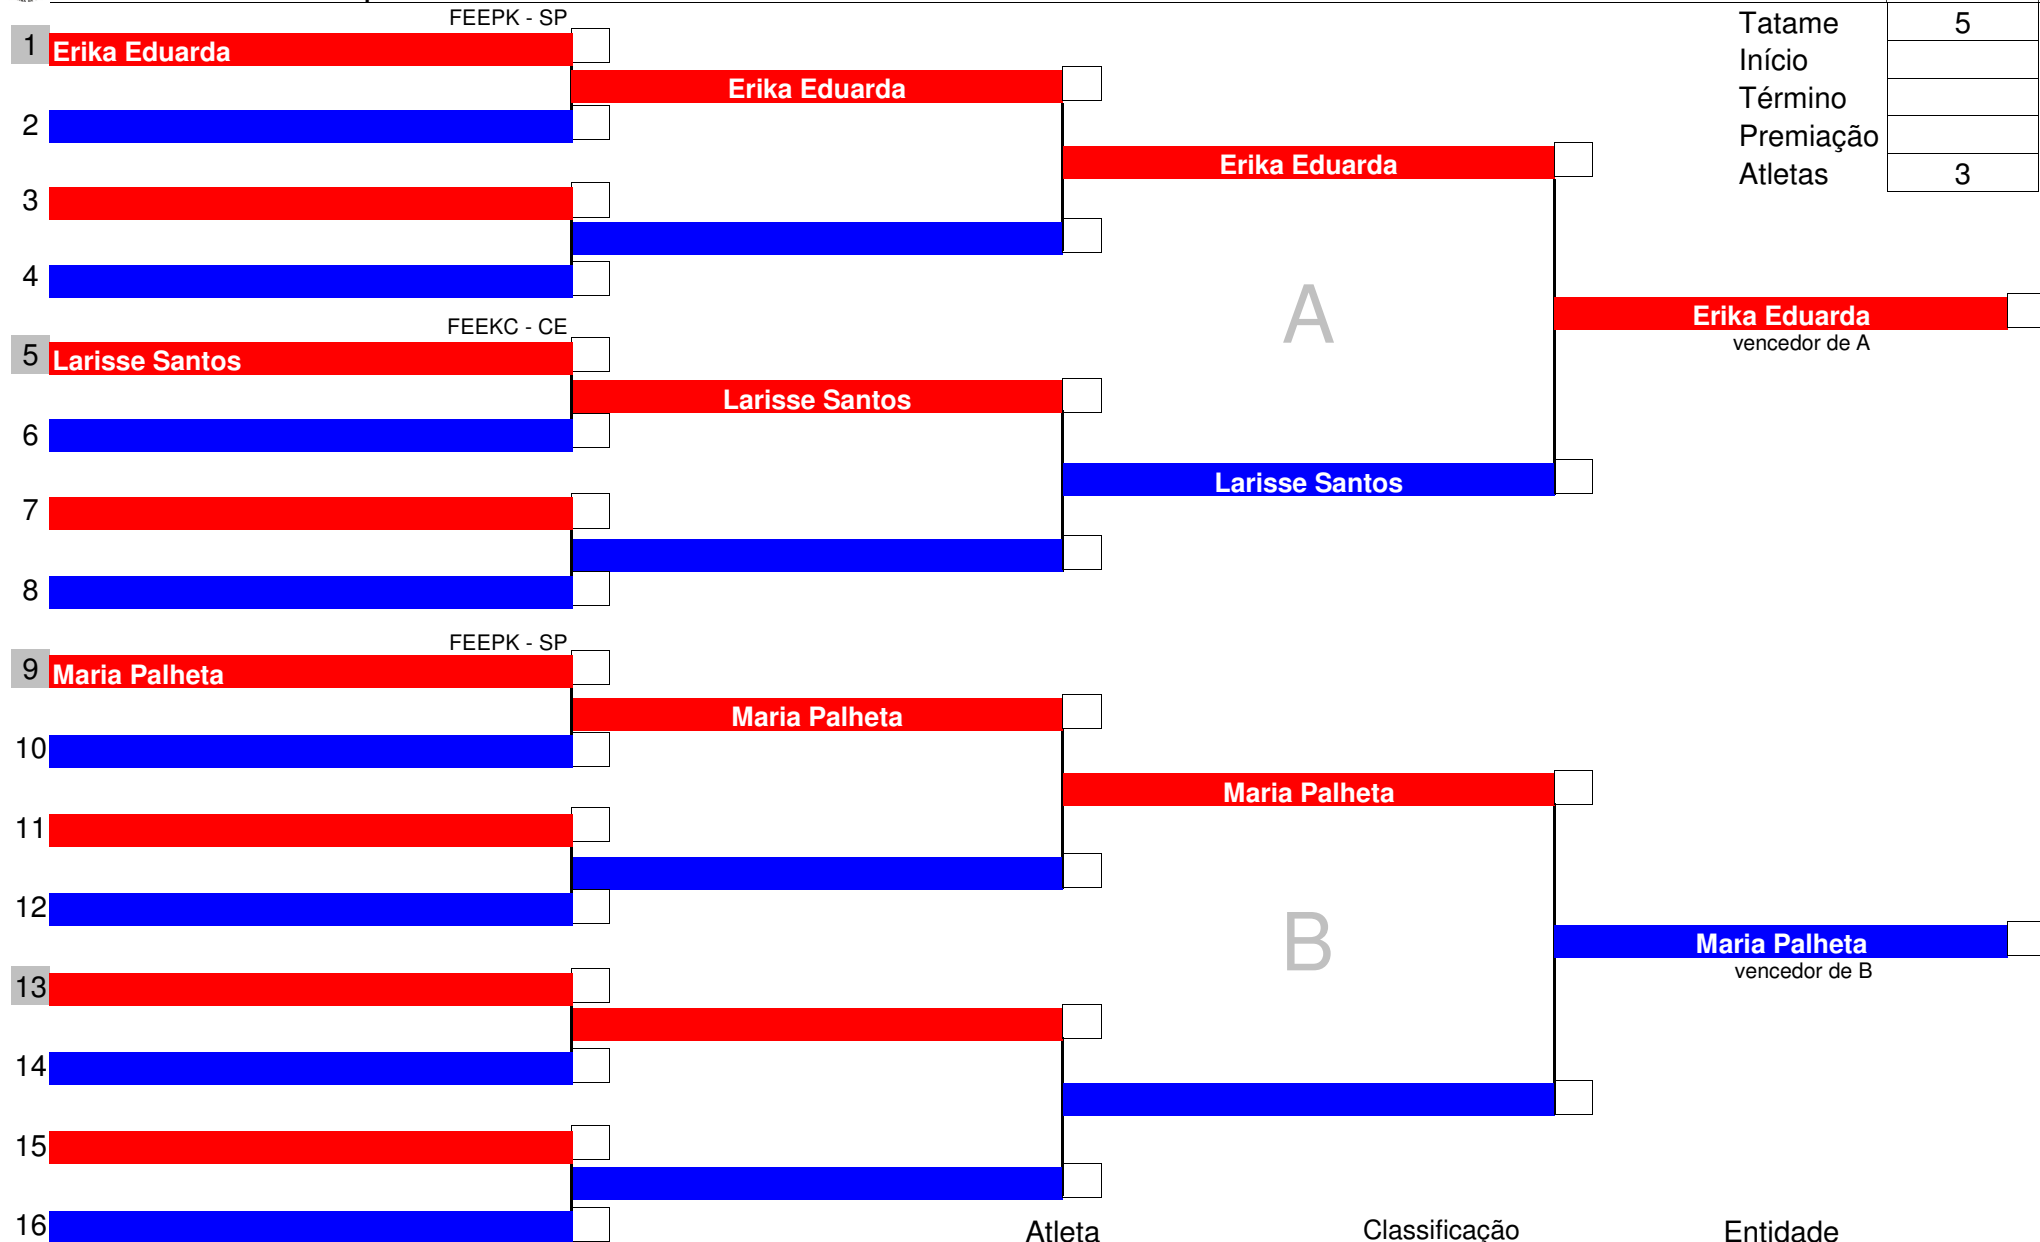 FEEPK - SP
Tatame 5
1 Erika Eduarda
Início
Erika Eduarda
Término
2
Premiação
Erika Eduarda
Atletas 3
3
4
A
Erika Eduarda
vencedor de A
FEEKC - CE
5 Larisse Santos
Larisse Santos
6
Larisse Santos
7
8
FEEPK - SP
9 Maria Palheta
Maria Palheta
10
Maria Palheta
11
12
B
Maria Palheta
vencedor de B
13
14
15
16
Atleta Classificação Entidade